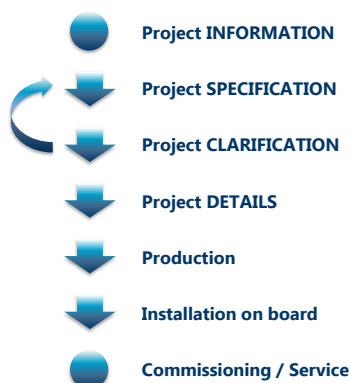 Project INFORMATION
Project SPECIFICATION
Project CLARIFICATION
Project DETAILS
Production
Installation on board
Commissioning / Service